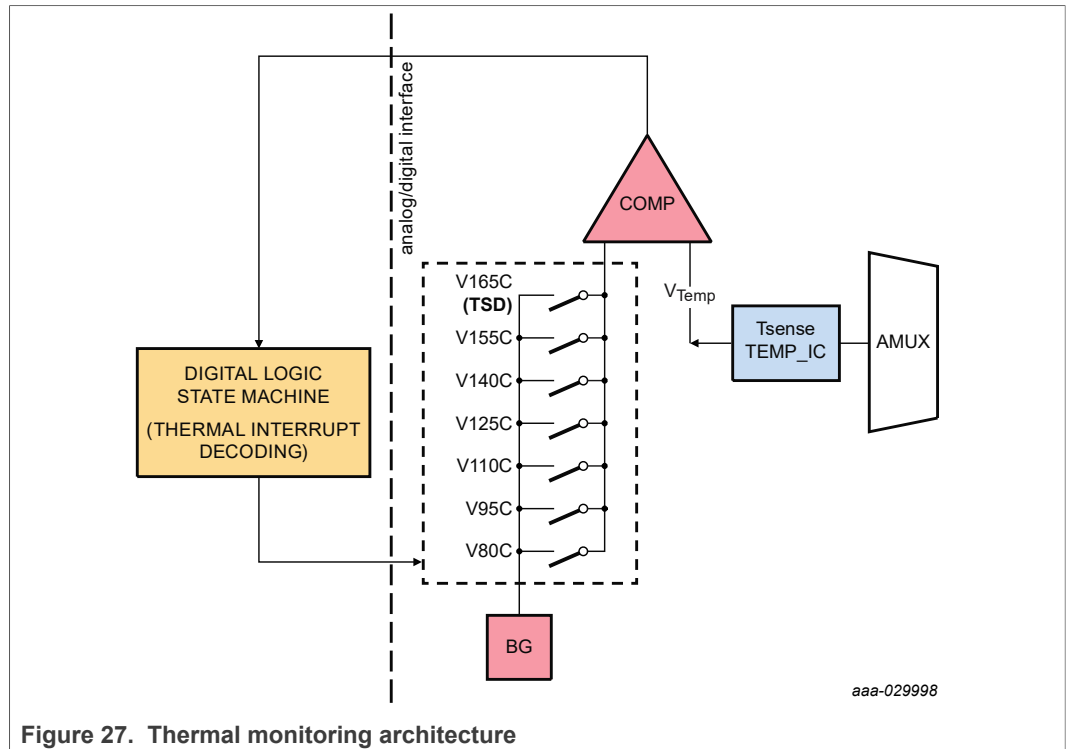 analog/digital interface
COMP
V165C
(TSD)
V155C
V140C
V125C
V110C
V95C
V80C
VTemp
Tsense
TEMP_IC
AMUX
DIGITAL LOGIC
STATE MACHINE
(THERMAL INTERRUPT
DECODING)
BG
aaa-029998
Figure 27. Thermal monitoring architecture